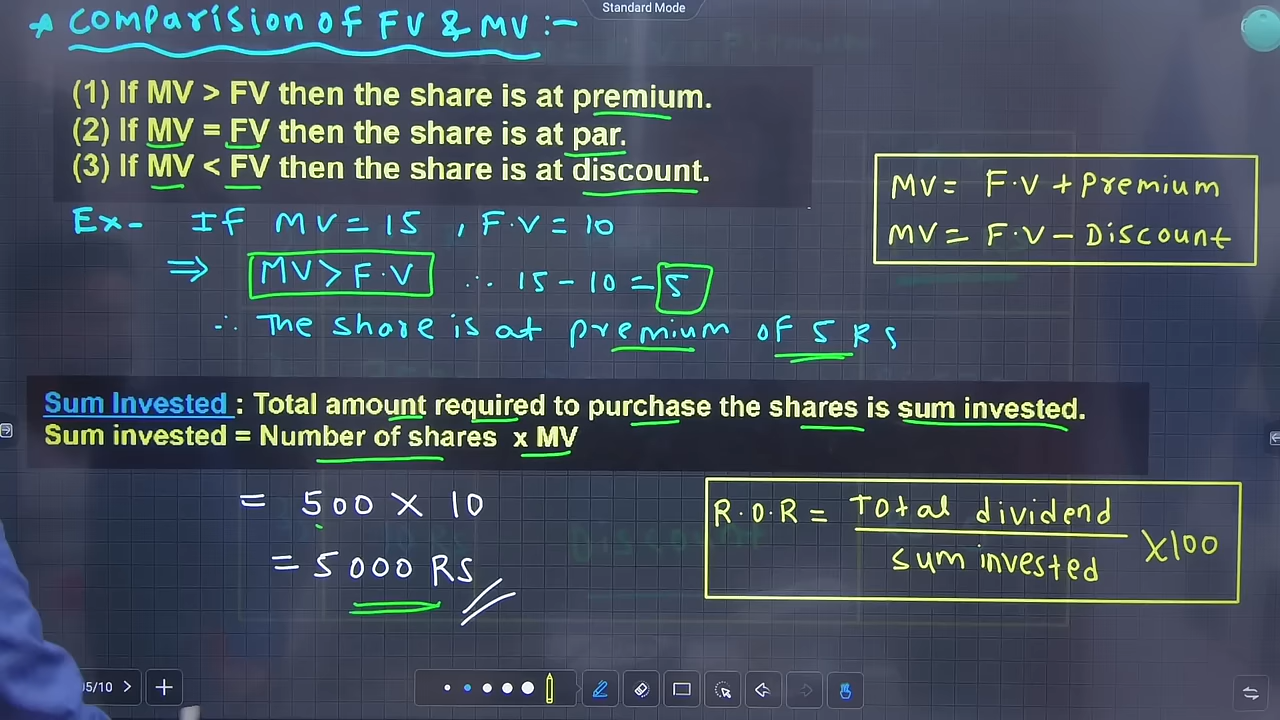 Standard Mode
* Comparision of FV & MV :-
(1) If MV > FV then the share is at premium.
(2) If MV = FV then the share is at par.
(3) If MV < FV then the share is at discount.
MV = F.V + Premium
MV = F.V - Discount
Ex- If MV = 15 , F.V = 10
⇒ MV > F.V ∴ 15 - 10 = 5
∴ The share is at premium of 5 Rs
Sum Invested : Total amount required to purchase the shares is sum invested.
Sum invested = Number of shares x MV
= 500 X 10
= 5000 Rs
R.O.R = Total dividend
sum invested
X100
5/10